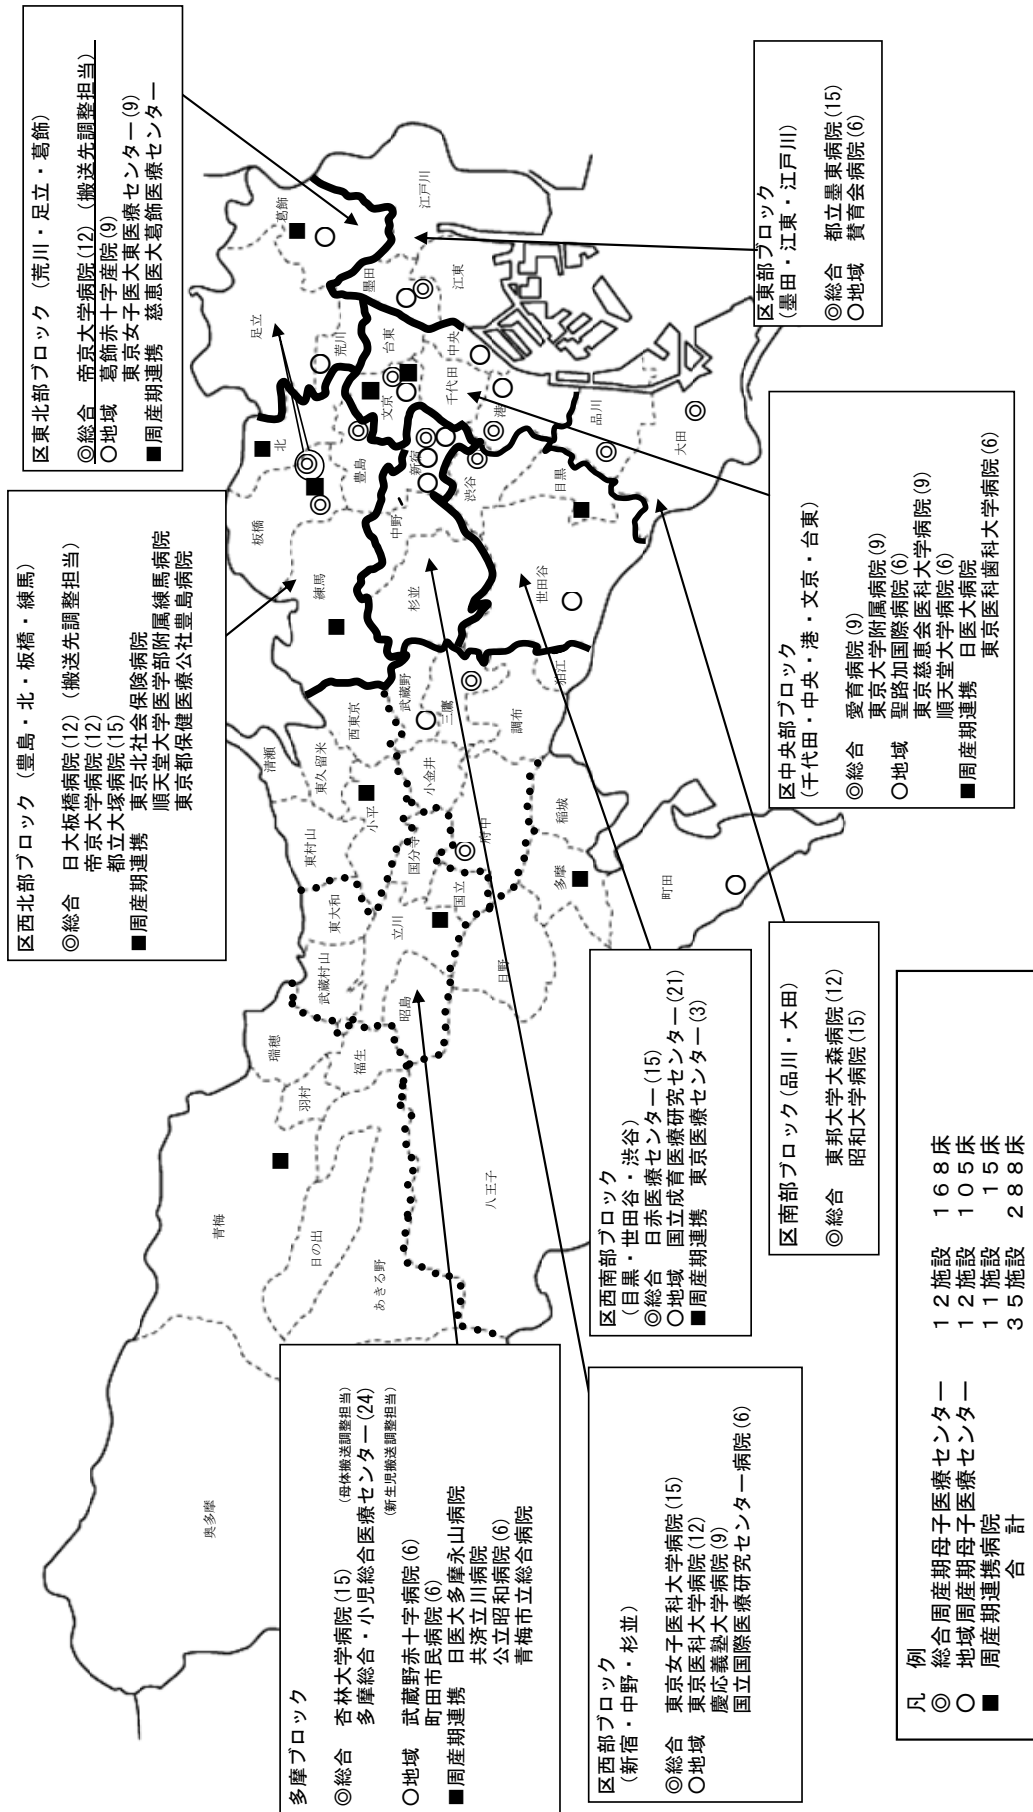 区東北部ブロック（荒川・足立・葛飾）
◎総合　帝京大学病院(12)（搬送先調整担当）
○地域　葛飾赤十字産院(9)
東京女子医大東医療センター(9)
■周産期連携　慈恵医大葛飾医療センター
区西北部ブロック（豊島・北・板橋・練馬）
◎総合　日大板橋病院(12)（搬送先調整担当）
帝京大学病院(12)
都立大塚病院(15)
■周産期連携　東京北社会保険病院
順天堂大学医学部附属練馬病院
東京都保健医療公社豊島病院
区東部ブロック
（墨田・江東・江戸川）
◎総合　都立墨東病院(15)
○地域　賛育会病院(6)
区中央部ブロック
（千代田・中央・港・文京・台東）
◎総合　愛育病院(9)
東京大学附属病院(9)
○地域　聖路加国際病院(6)
東京慈恵会医科大学病院(9)
順天堂大学病院(6)
■周産期連携　日医大病院
東京医科歯科大学病院(6)
区南部ブロック（品川・大田）
◎総合　東邦大学大森病院(12)
昭和大学病院(15)
区西南部ブロック
（目黒・世田谷・渋谷）
◎総合　日赤医療センター(15)
○地域　国立成育医療研究センター(21)
■周産期連携　東京医療センター(3)
多摩ブロック
◎総合　杏林大学病院(15)
（母体搬送調整担当）
多摩総合・小児総合医療センター(24)
（新生児搬送調整担当）
○地域　武蔵野赤十字病院(6)
町田市民病院(6)
■周産期連携　日医大多摩永山病院
共済立川病院
公立昭和病院(6)
青梅市立総合病院
区西部ブロック
（新宿・中野・杉並）
◎総合　東京女子医科大学病院(15)
○地域　東京医科大学病院(12)
慶応義塾大学病院(9)
国立国際医療研究センター病院(6)
凡　例
◎　総合周産期母子医療センター　１２施設　１６８床
○　地域周産期母子医療センター　１２施設　１０５床
■　周産期連携病院　１１施設　１５床
合　計　３５施設　２８８床
奥多摩
青梅
日の出
あきる野
八王子
羽村
瑞穂
福生
武蔵村山
昭島
東大和
立川
日野
東村山
国分寺
国立
府中
多摩
稲城
町田
清瀬
東久留米
小平
小金井
西東京
武蔵野
三鷹
調布
狛江
練馬
板橋
北
豊島
中野
杉並
新宿
渋谷
世田谷
目黒
品川
大田
港
千代田
中央
文京
台東
荒川
足立
葛飾
墨田
江東
江戸川